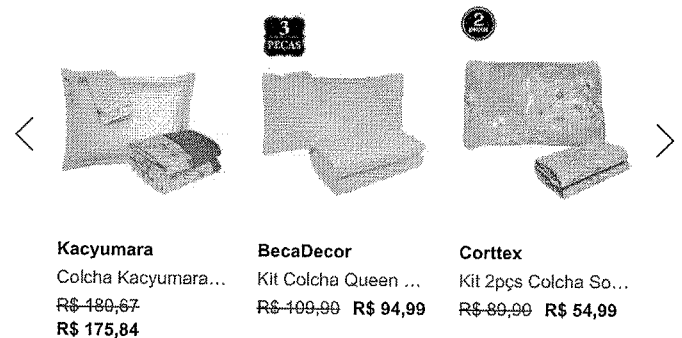 3
PEÇAS
2
PEÇAS
Kacyumara
Colcha Kacyumara...
R$ 180,67
R$ 175,84
BecaDecor
Kit Colcha Queen ...
R$ 109,90 R$ 94,99
Corttex
Kit 2pçs Colcha So...
R$ 89,90 R$ 54,99